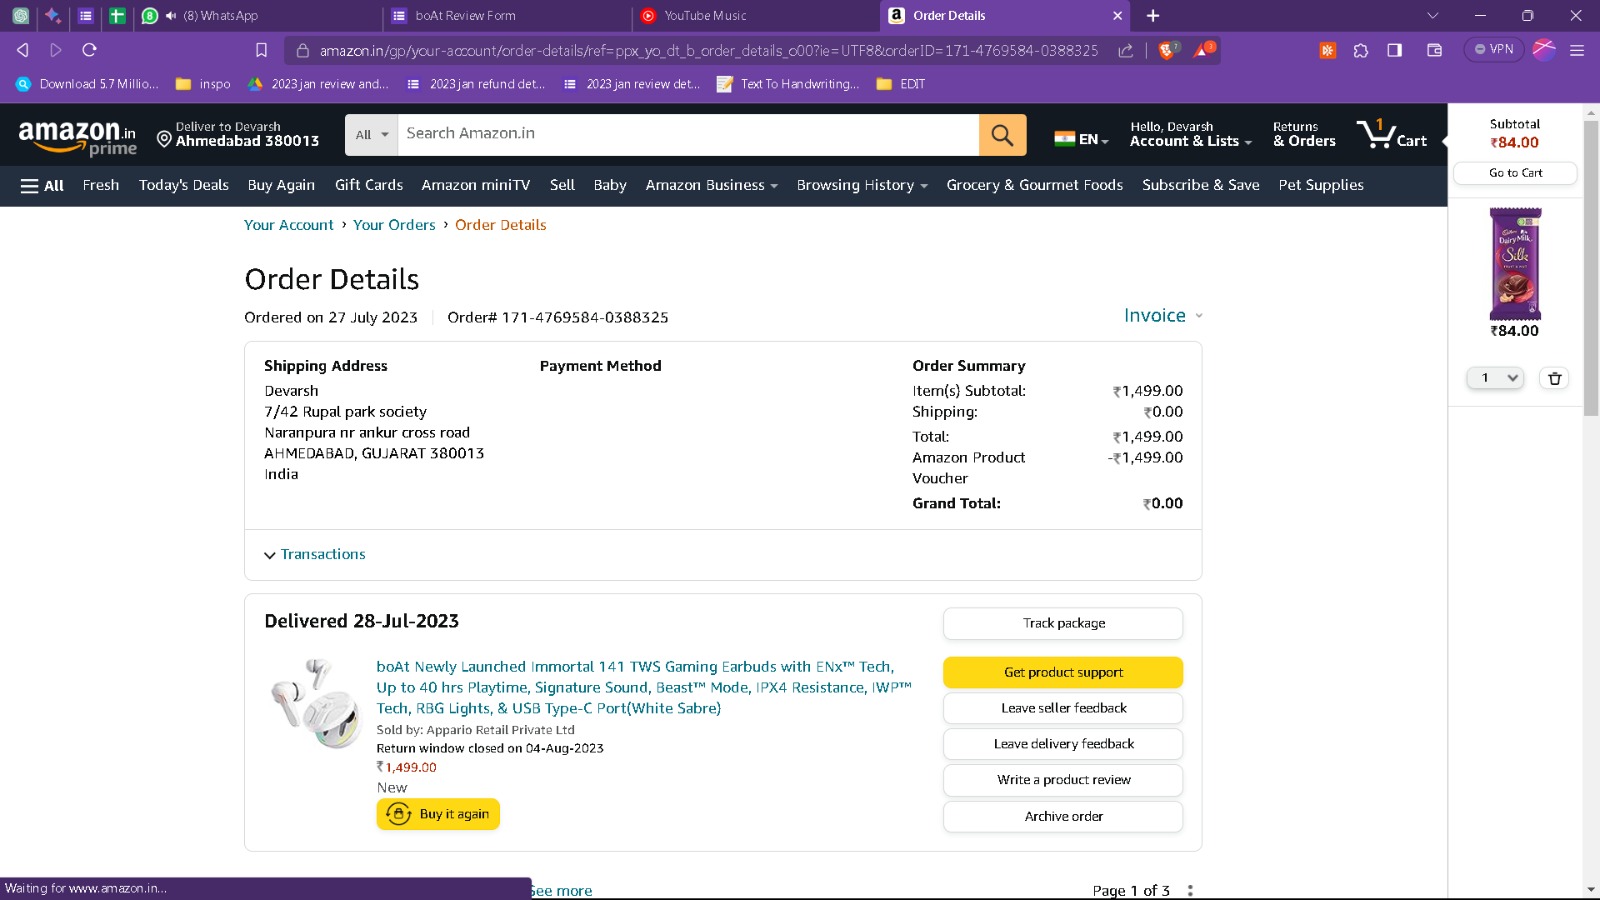 (8) WhatsApp
boAt Review Form
YouTube Music
Order Details
amazon.in/gp/your-account/order-details/ref=ppx_yo_dt_b_order_details_o00?ie=UTF8&orderID=171-4769584-0388325
VPN
Download 5.7 Millio...
inspo
2023 jan review and...
2023 jan refund det...
2023 jan review det...
Text To Handwriting...
EDIT
amazon.in
prime
Deliver to Devarsh
Ahmedabad 380013
All
Search Amazon.in
EN
Hello, Devarsh
Account & Lists
Returns
& Orders
1
Cart
Subtotal
₹84.00
Go to Cart
All
Fresh
Today's Deals
Buy Again
Gift Cards
Amazon miniTV
Sell
Baby
Amazon Business
Browsing History
Grocery & Gourmet Foods
Subscribe & Save
Pet Supplies
Dairy Milk
Silk
₹84.00
1
Your Account › Your Orders › Order Details
Order Details
Ordered on 27 July 2023
Order# 171-4769584-0388325
Invoice
Shipping Address
Devarsh
7/42 Rupal park society
Naranpura nr ankur cross road
AHMEDABAD, GUJARAT 380013
India
Payment Method
Order Summary
Item(s) Subtotal: ₹1,499.00
Shipping: ₹0.00
Total: ₹1,499.00
Amazon Product -₹1,499.00
Voucher
Grand Total: ₹0.00
Transactions
Delivered 28-Jul-2023
boAt Newly Launched Immortal 141 TWS Gaming Earbuds with ENx™ Tech,
Up to 40 hrs Playtime, Signature Sound, Beast™ Mode, IPX4 Resistance, IWP™
Tech, RBG Lights, & USB Type-C Port(White Sabre)
Sold by: Appario Retail Private Ltd
Return window closed on 04-Aug-2023
₹1,499.00
New
Buy it again
Track package
Get product support
Leave seller feedback
Leave delivery feedback
Write a product review
Archive order
See more
Page 1 of 3
Waiting for www.amazon.in...